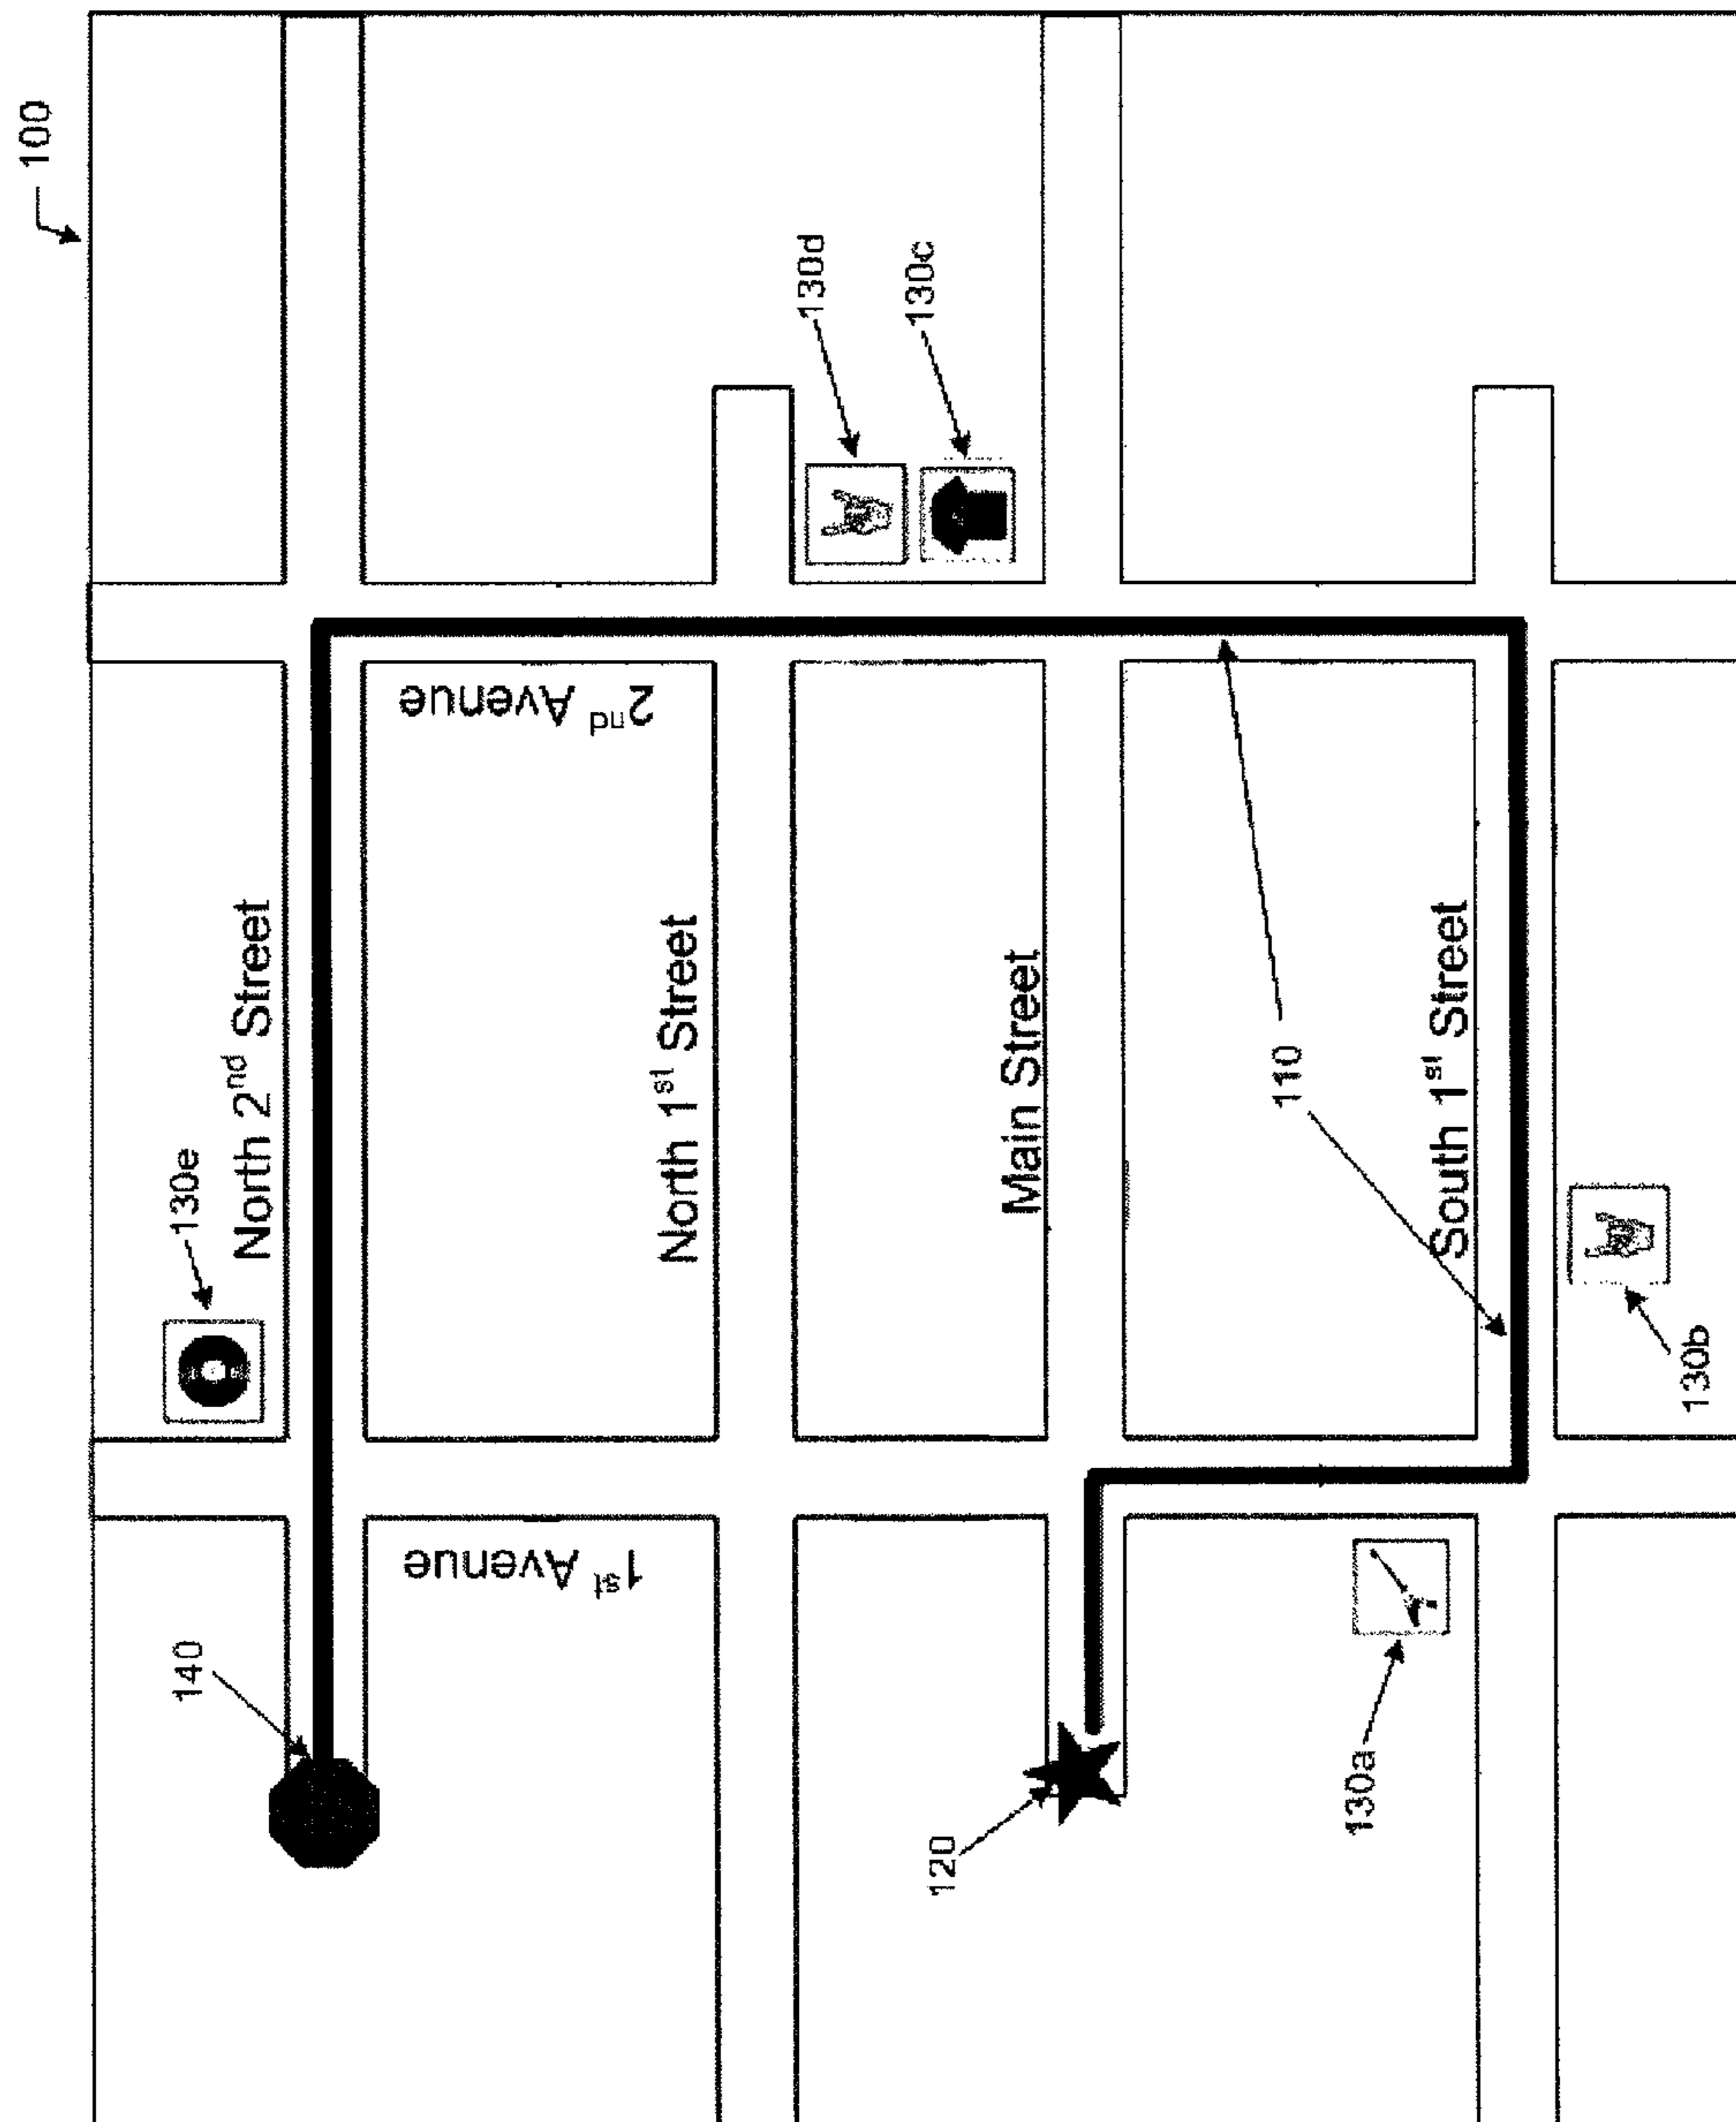 100
130e
North 2nd Street
140
2nd Avenue
1st Avenue
130d
130c
North 1st Street
Main Street
120
110
South 1st Street
130a
130b